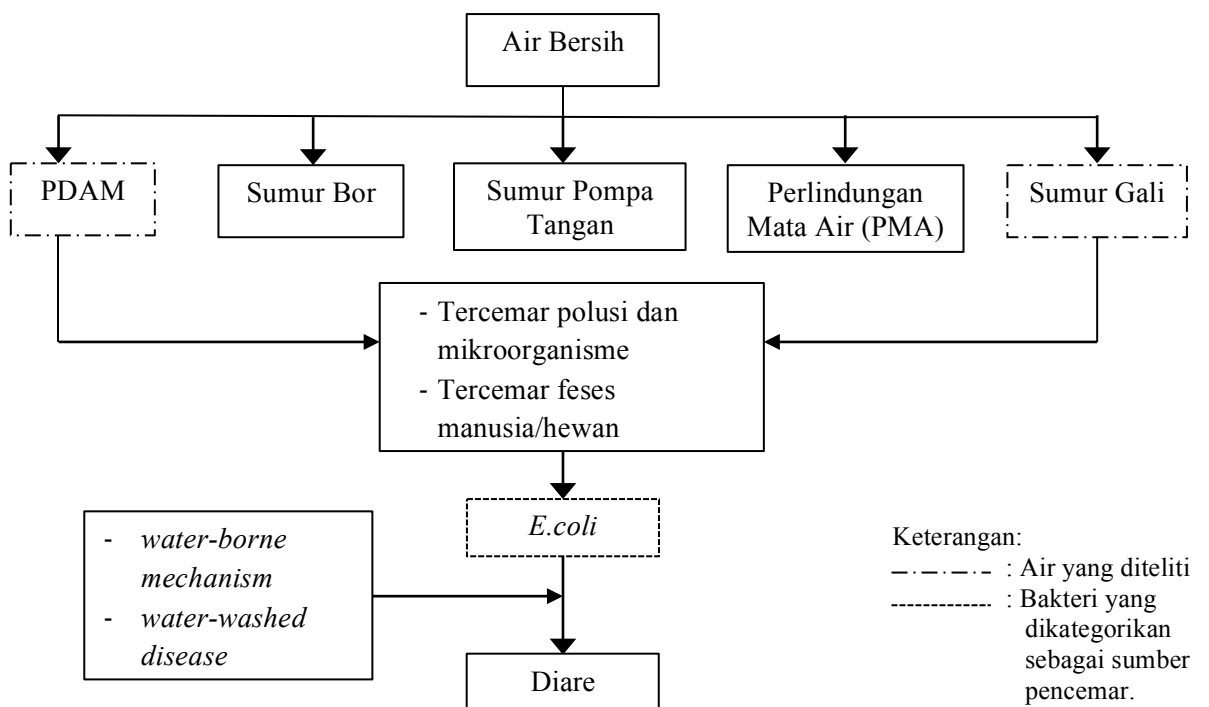 Air Bersih
PDAM
Sumur Bor
Sumur Pompa
Tangan
Perlindungan
Mata Air (PMA)
Sumur Gali
- Tercemar polusi dan
mikroorganisme
- Tercemar feses
manusia/hewan
E.coli
- water-borne
mechanism
- water-washed
disease
Diare
Keterangan:
: Air yang diteliti
: Bakteri yang
dikategorikan
sebagai sumber
pencemar.